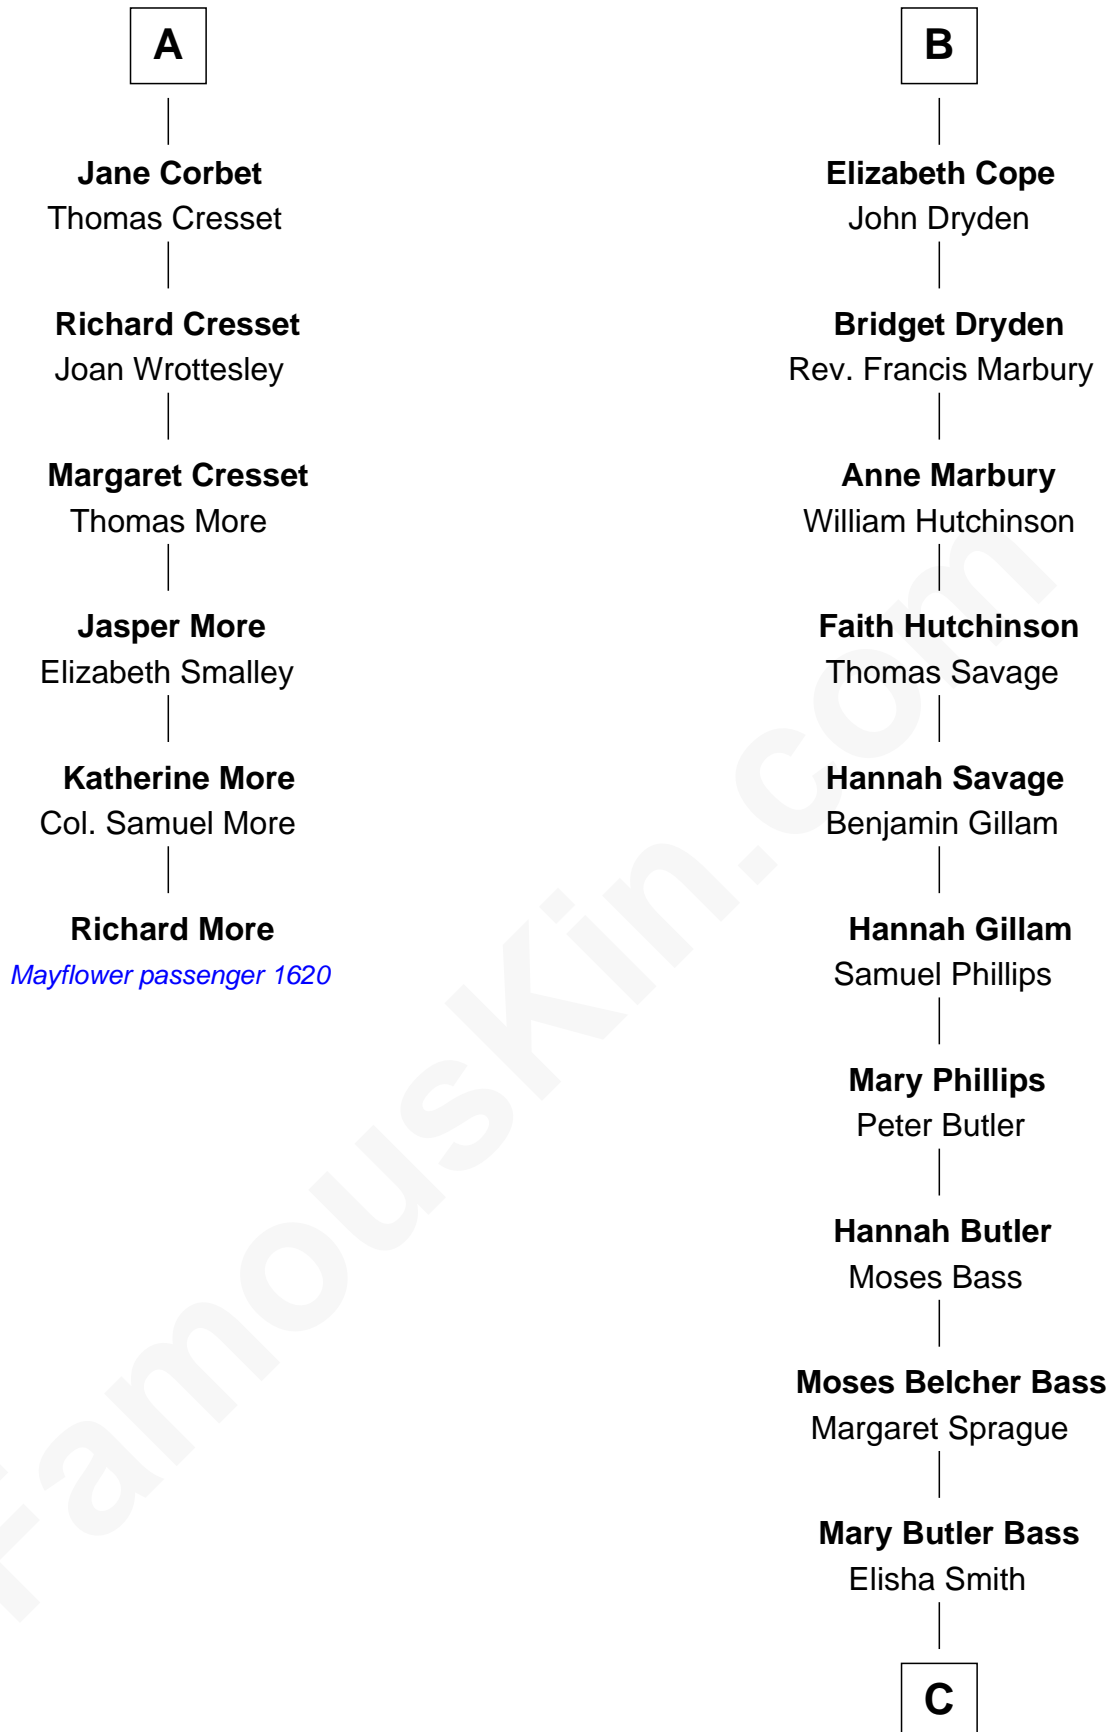 A
Jane Corbet
Thomas Cresset
Richard Cresset
Joan Wrottesley
Margaret Cresset
Thomas More
Jasper More
Elizabeth Smalley
Katherine More
Col. Samuel More
Richard More
Mayflower passenger 1620
B
Elizabeth Cope
John Dryden
Bridget Dryden
Rev. Francis Marbury
Anne Marbury
William Hutchinson
Faith Hutchinson
Thomas Savage
Hannah Savage
Benjamin Gillam
Hannah Gillam
Samuel Phillips
Mary Phillips
Peter Butler
Hannah Butler
Moses Bass
Moses Belcher Bass
Margaret Sprague
Mary Butler Bass
Elisha Smith
C
FamousKin.com